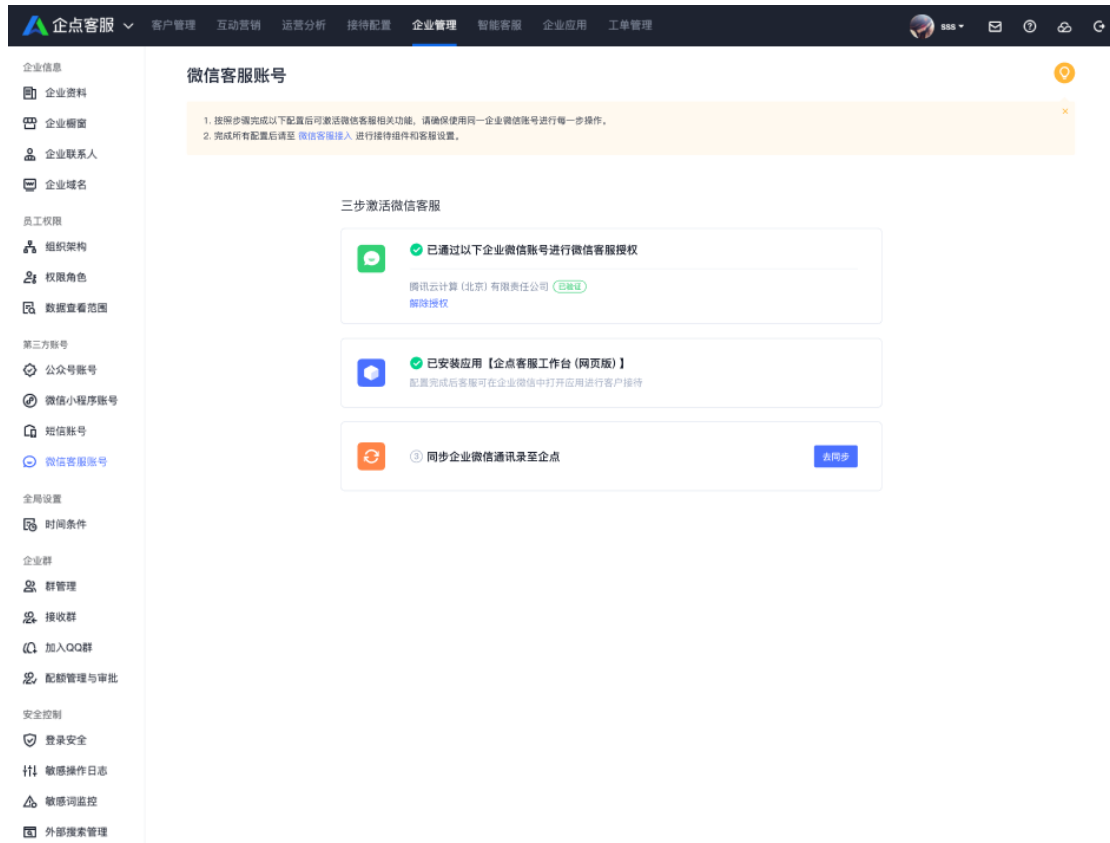 企点客服 客户管理 互动营销 运营分析 接待配置 企业管理 智能客服 企业应用 工单管理 sss
企业信息
企业资料
企业橱窗
企业联系人
企业域名
员工权限
组织架构
权限角色
数据查看范围
第三方账号
公众号账号
微信小程序账号
短信账号
微信客服账号
全局设置
时间条件
企业群
群管理
接收群
加入QQ群
配额管理与审批
安全控制
登录安全
敏感操作日志
敏感词监控
外部搜索管理
微信客服账号
1. 按照步骤完成以下配置后可激活微信客服相关功能，请确保使用同一企业微信账号进行每一步操作。
2. 完成所有配置后请至 微信客服接入 进行接待组件和客服设置。
三步激活微信客服
已通过以下企业微信账号进行微信客服授权
腾讯云计算 (北京) 有限责任公司 已验证
解除授权
已安装应用【企点客服工作台 (网页版) 】
配置完成后客服可在企业微信中打开应用进行客户接待
③ 同步企业微信通讯录至企点 去同步